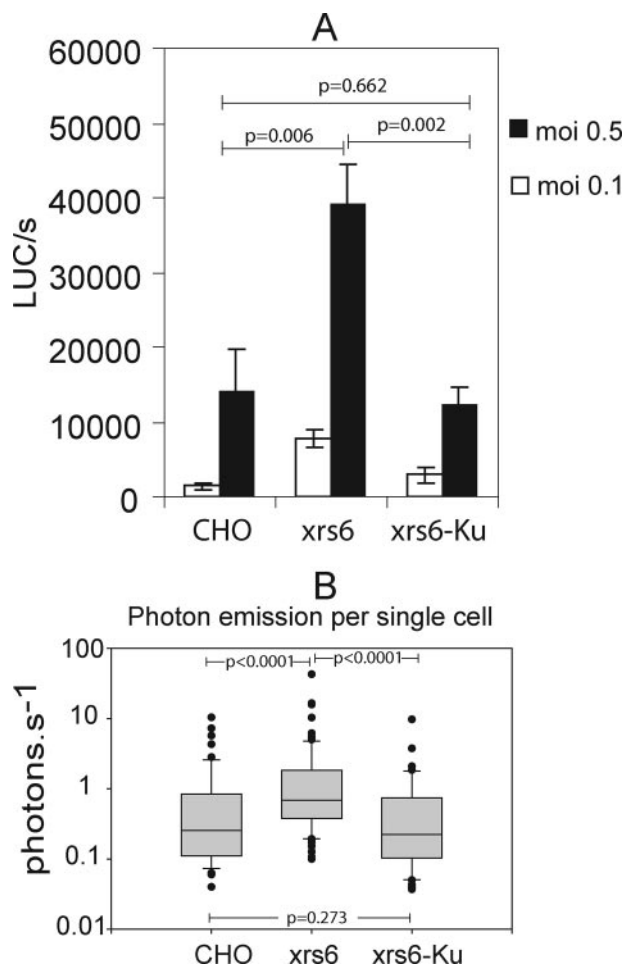 A
60000
50000
40000
30000
20000
10000
0
LUC/s
p=0.662
p=0.006
p=0.002
moi 0.5
moi 0.1
CHO
xrs6
xrs6-Ku
B
Photon emission per single cell
100
10
1
0.1
0.01
photons.s⁻¹
p<0.0001
p<0.0001
p=0.273
CHO
xrs6
xrs6-Ku